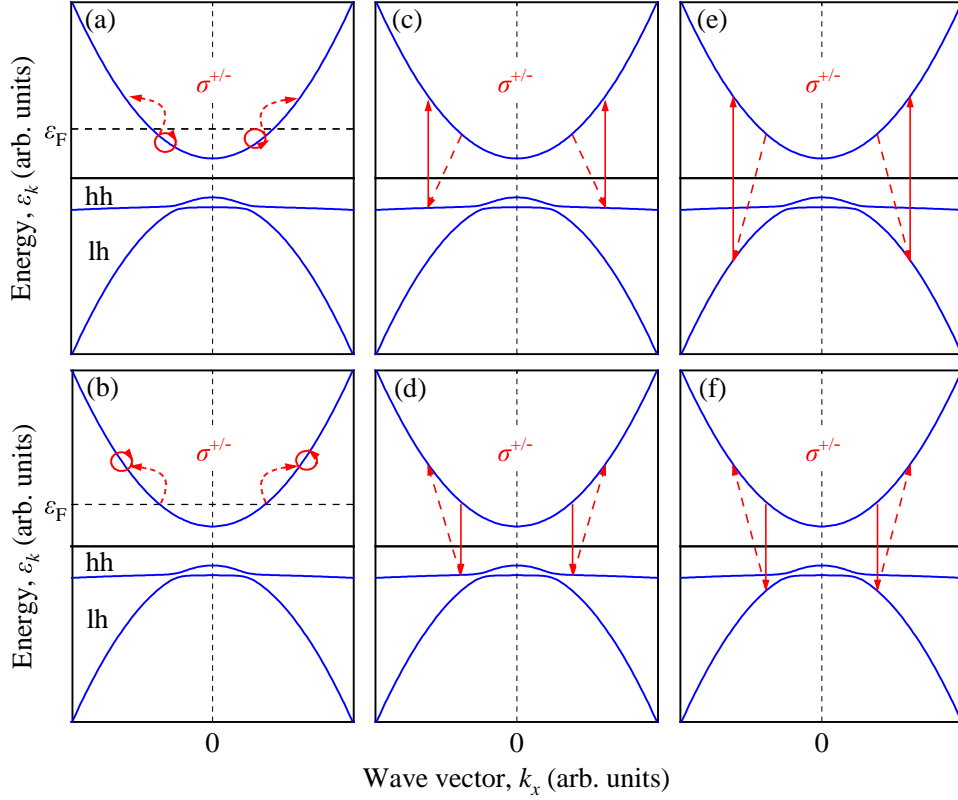 (a)
σ+/-
εF
hh
lh
Energy, εk (arb. units)
(c)
σ+/-
(e)
σ+/-
(b)
σ+/-
εF
hh
lh
Energy, εk (arb. units)
0
(d)
σ+/-
0
(f)
σ+/-
0
Wave vector, kx (arb. units)